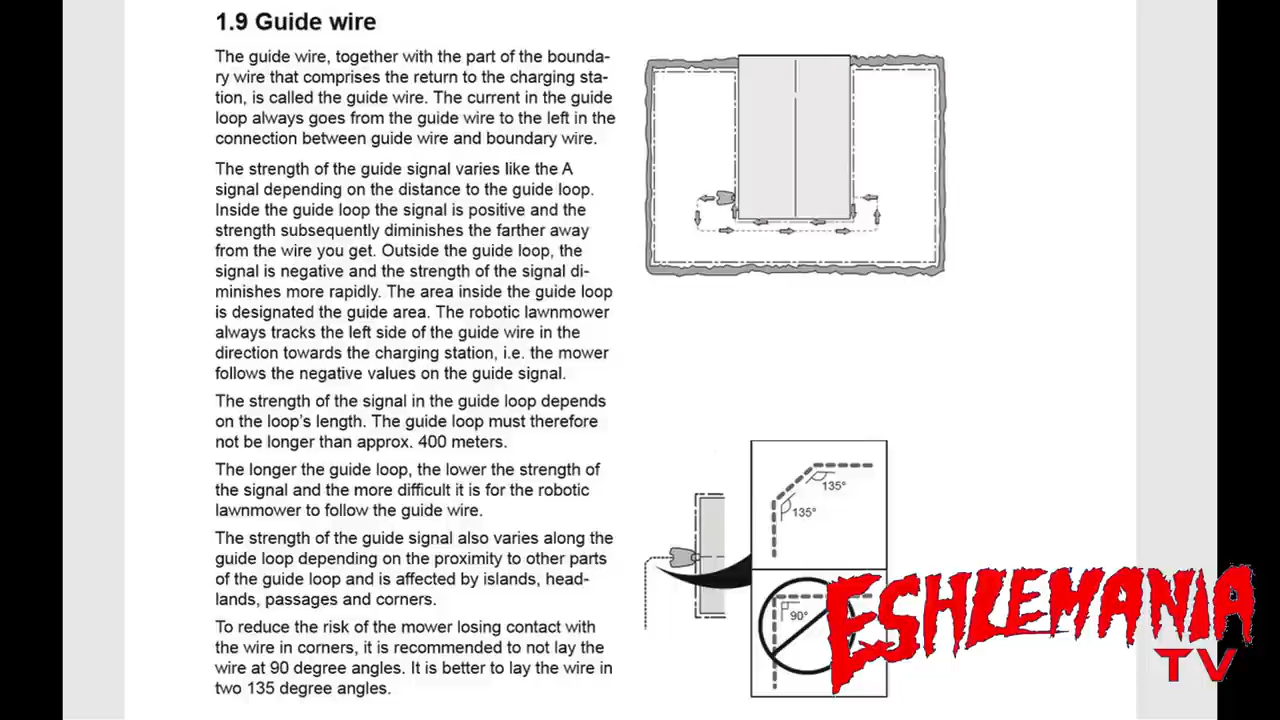 1.9 Guide wire
The guide wire, together with the part of the bounda-
ry wire that comprises the return to the charging sta-
tion, is called the guide wire. The current in the guide
loop always goes from the guide wire to the left in the
connection between guide wire and boundary wire.
The strength of the guide signal varies like the A
signal depending on the distance to the guide loop.
Inside the guide loop the signal is positive and the
strength subsequently diminishes the farther away
from the wire you get. Outside the guide loop, the
signal is negative and the strength of the signal di-
minishes more rapidly. The area inside the guide loop
is designated the guide area. The robotic lawnmower
always tracks the left side of the guide wire in the
direction towards the charging station, i.e. the mower
follows the negative values on the guide signal.
The strength of the signal in the guide loop depends
on the loop's length. The guide loop must therefore
not be longer than approx. 400 meters.
The longer the guide loop, the lower the strength of
the signal and the more difficult it is for the robotic
lawnmower to follow the guide wire.
The strength of the guide signal also varies along the
guide loop depending on the proximity to other parts
of the guide loop and is affected by islands, head-
lands, passages and corners.
To reduce the risk of the mower losing contact with
the wire in corners, it is recommended to not lay the
wire at 90 degree angles. It is better to lay the wire in
two 135 degree angles.
135°
135°
90°
ESHLEMANIA
TV